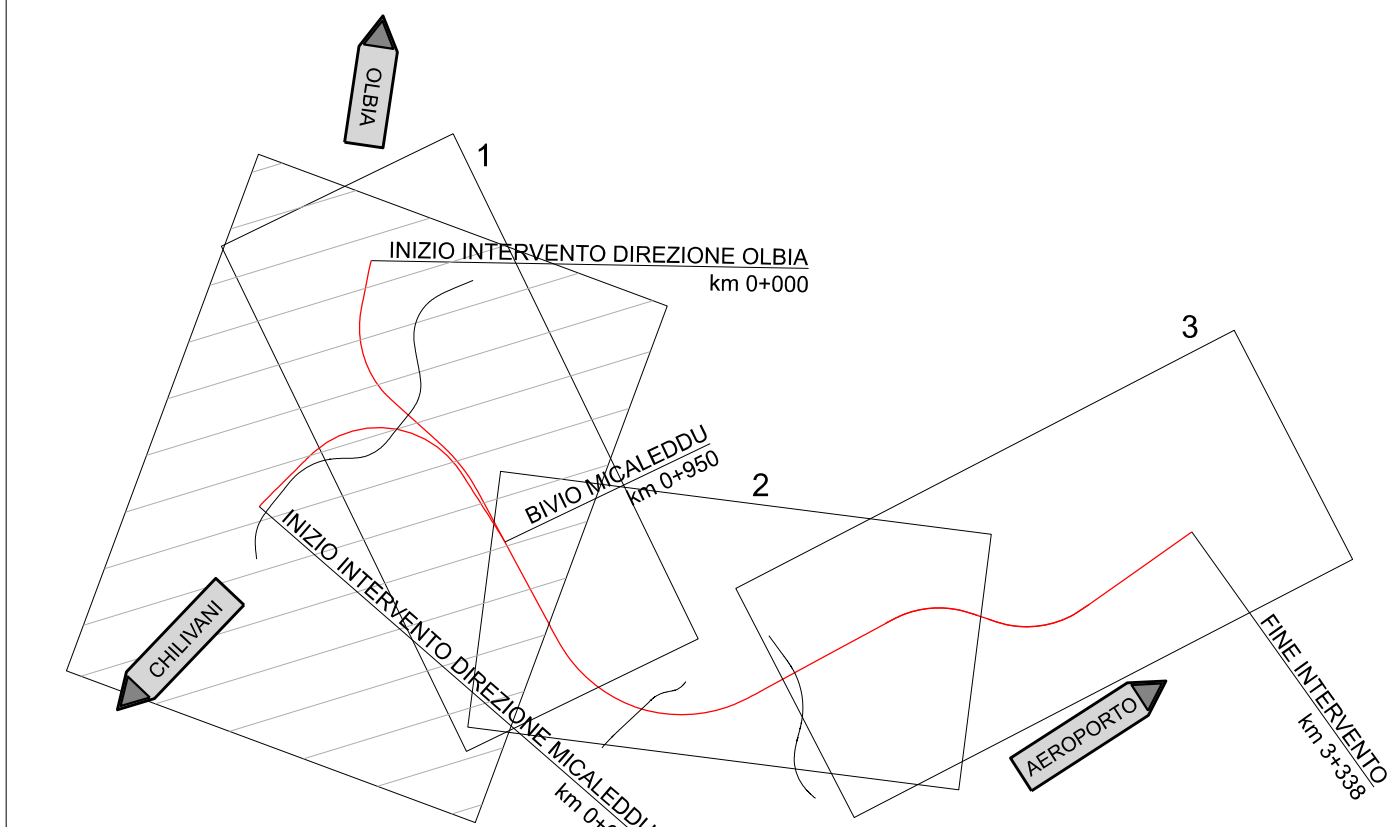 OLBIA
1
INIZIO INTERVENTO DIREZIONE OLBIA
km 0+000
3
BIVIO MICALEDDU
km 0+950
2
INIZIO INTERVENTO DIREZIONE MICALEDDU
CHILIVANI
FINE INTERVENTO
km 3+338
AEROPORTO